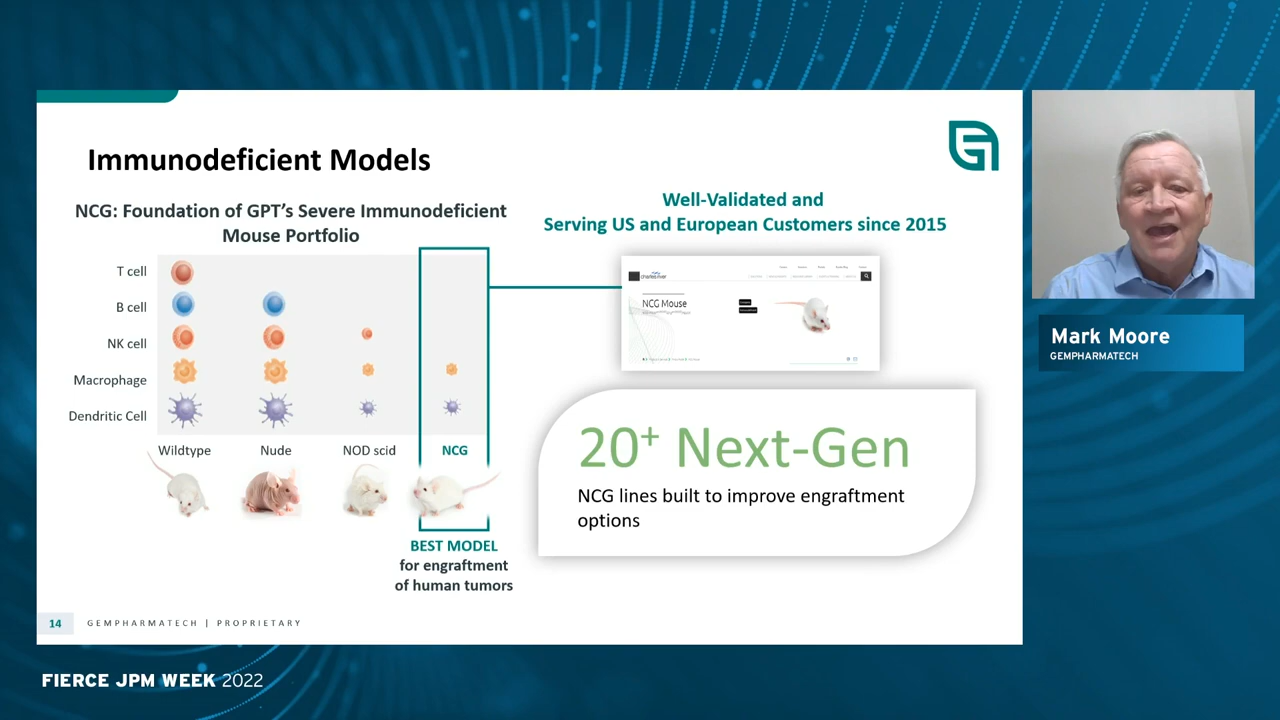 Immunodeficient Models
NCG: Foundation of GPT's Severe Immunodeficient
Mouse Portfolio
T cell
B cell
NK cell
Macrophage
Dendritic Cell
Wildtype
Nude
NOD scid
NCG
BEST MODEL
for engraftment
of human tumors
Well-Validated and
Serving US and European Customers since 2015
charles river
NCG Mouse
20+ Next-Gen
NCG lines built to improve engraftment
options
14
GEMPHARMATECH | PROPRIETARY
Mark Moore
GEMPHARMATECH
FIERCE JPM WEEK 2022